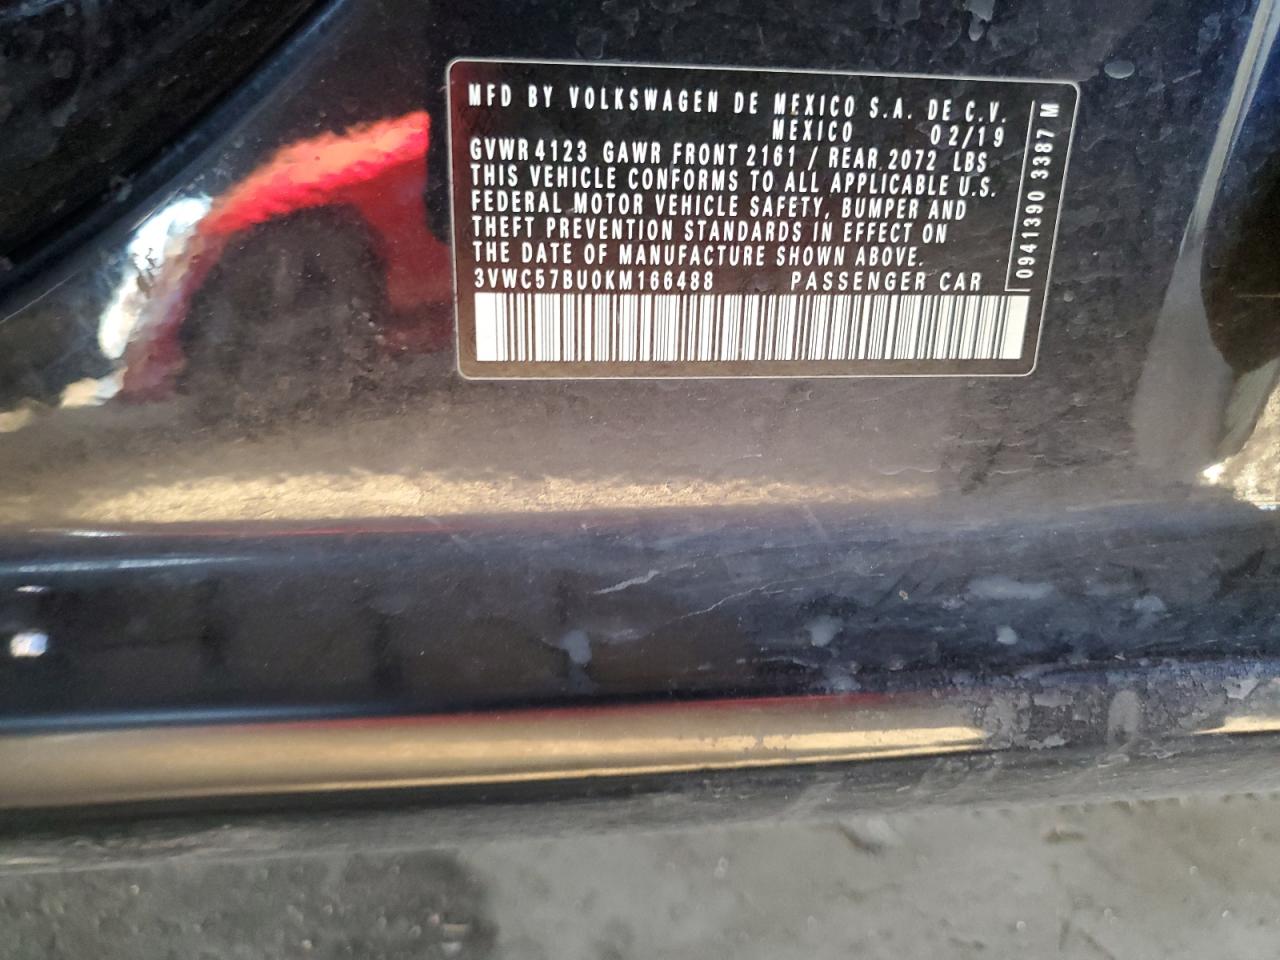 MFD BY VOLKSWAGEN DE MEXICO S.A. DE C.V.
MEXICO 02/19
GVWR 4123 GAWR FRONT 2161 / REAR 2072 LBS
THIS VEHICLE CONFORMS TO ALL APPLICABLE U.S.
FEDERAL MOTOR VEHICLE SAFETY, BUMPER AND
THEFT PREVENTION STANDARDS IN EFFECT ON
THE DATE OF MANUFACTURE SHOWN ABOVE.
3VWC57BU0KM166488 PASSENGER CAR
0941390 3387 M